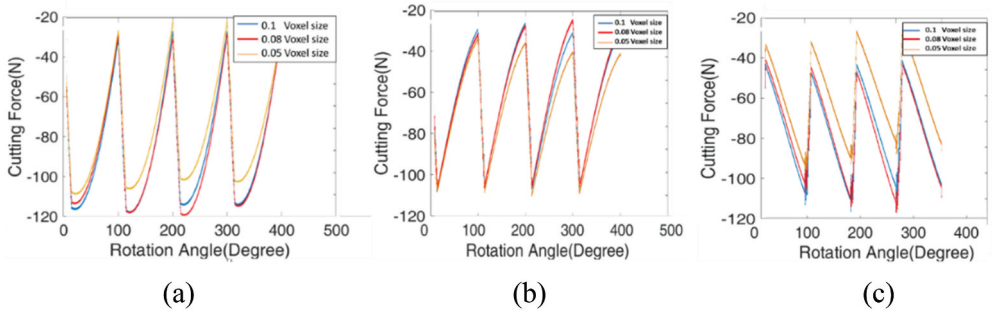 -20
-40
-60
-80
-100
-120
Cutting Force(N)
0 100 200 300 400 500
Rotation Angle(Degree)
0.1 Voxel size
0.08 Voxel size
0.05 Voxel size
(a)
-20
-40
-60
-80
-100
-120
Cutting Force(N)
0 100 200 300 400 500
Rotation Angle(Degree)
0.1 Voxel size
0.08 Voxel size
0.05 Voxel size
(b)
-20
-40
-60
-80
-100
-120
Cutting Force(N)
0 100 200 300 400
Rotation Angle(Degree)
0.1 Voxel size
0.08 Voxel size
0.05 Voxel size
(c)